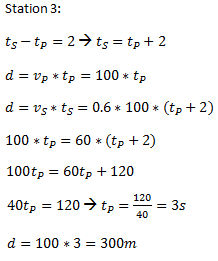 Station 3:
t_S − t_P = 2 → t_S = t_P + 2
d = v_P * t_P = 100 * t_P
d = v_S * t_S = 0.6 * 100 * (t_P + 2)
100 * t_P = 60 * (t_P + 2)
100t_P = 60t_P + 120
40t_P = 120 → t_P = 120/40 = 3s
d = 100 * 3 = 300m